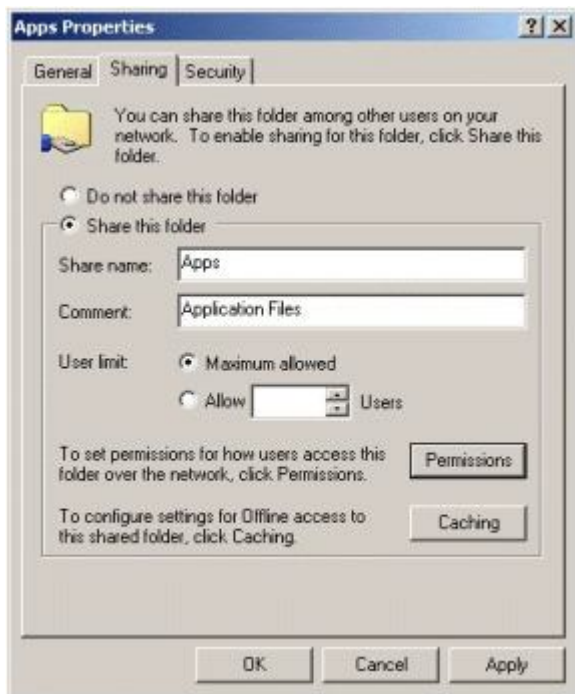 Apps Properties
General Sharing Security
You can share this folder among other users on your
network. To enable sharing for this folder, click Share this
folder.
Do not share this folder
Share this folder
Share name: Apps
Comment: Application Files
User limit: Maximum allowed
Allow Users
To set permissions for how users access this
folder over the network, click Permissions.
Permissions
To configure settings for Offline access to
this shared folder, click Caching.
Caching
OK Cancel Apply